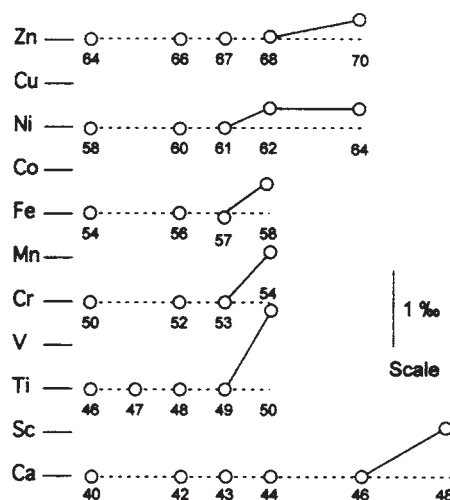 Zn
64 66 67 68 70
Cu
Ni
58 60 61 62 64
Co
Fe
54 56 57 58
Mn
Cr
50 52 53 54
V
1 ‰
Scale
Ti
46 47 48 49 50
Sc
Ca
40 42 43 44 46 48